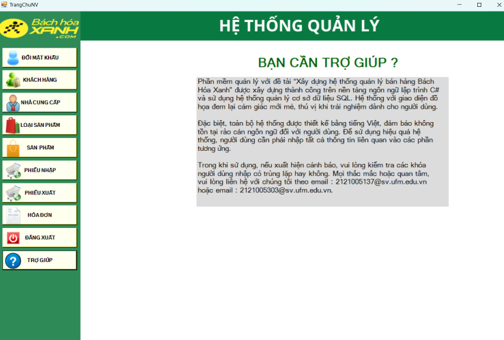 TrangChuNV
Bách hóa
XANH
.COM
HỆ THỐNG QUẢN LÝ
ĐỔI MẬT KHẨU
KHÁCH HÀNG
NHÀ CUNG CẤP
LOẠI SẢN PHẨM
SẢN PHẨM
PHIẾU NHẬP
PHIẾU XUẤT
HÓA ĐƠN
ĐĂNG XUẤT
TRỢ GIÚP
BẠN CẦN TRỢ GIÚP ?
Phần mềm quản lý với đề tài "Xây dựng hệ thống quản lý bán hàng Bách
Hóa Xanh" được xây dựng thành công trên nền tảng ngôn ngữ lập trình C#
và sử dụng hệ thống quản lý cơ sở dữ liệu SQL. Hệ thống với giao diện đồ
họa đem lại cảm giác mới mẻ, thú vị khi trải nghiệm dành cho người dùng.
Đặc biệt, toàn bộ hệ thống được thiết kế bằng tiếng Việt, đảm bảo không
tồn tại rào cản ngôn ngữ đối với người dùng. Để sử dụng hiệu quả hệ
thống, người dùng cần phải nhập tất cả thông tin liên quan vào các phần
tương ứng.
Trong khi sử dụng, nếu xuất hiện cảnh báo, vui lòng kiểm tra các khóa
người dùng nhập có trùng lặp hay không. Mọi thắc mắc hoặc quan tâm,
vui lòng liên hệ với chúng tôi theo email : 2121005137@sv.ufm.edu.vn
hoặc email : 2121005303@sv.ufm.edu.vn.